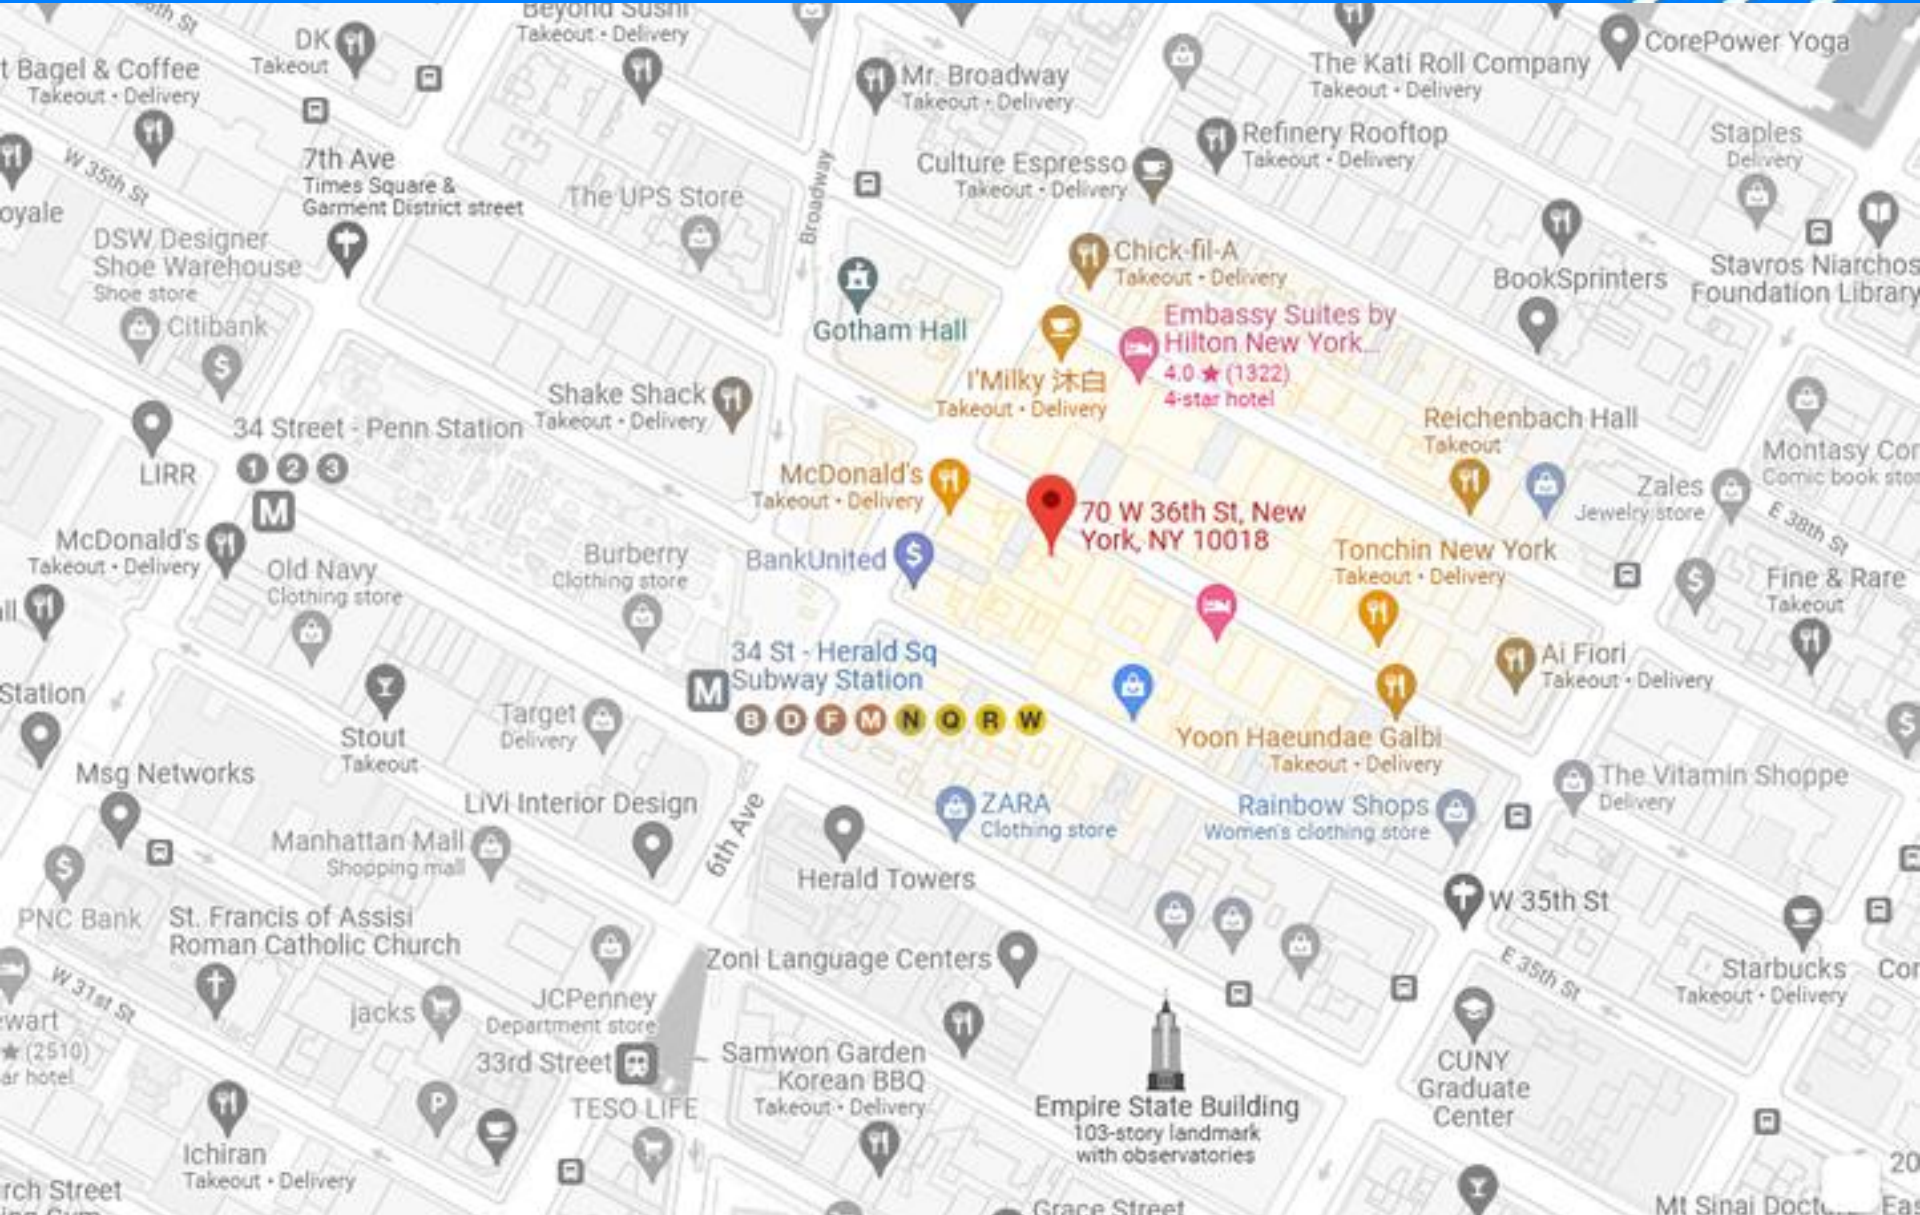 Beyond Sushi
Takeout • Delivery
DK
Takeout
t Bagel & Coffee
Takeout • Delivery
Mr. Broadway
Takeout • Delivery
The Kati Roll Company
Takeout • Delivery
CorePower Yoga
W 35th St
7th Ave
Times Square &
Garment District street
The UPS Store
Broadway
Culture Espresso
Takeout • Delivery
Refinery Rooftop
Takeout • Delivery
Staples
Delivery
oyale
DSW Designer
Shoe Warehouse
Shoe store
Citibank
Gotham Hall
Chick-fil-A
Takeout • Delivery
BookSprinters
Stavros Niarchos
Foundation Library
Embassy Suites by
Hilton New York...
4.0 ★ (1322)
4-star hotel
I'Milky 沐白
Takeout • Delivery
Shake Shack
Takeout • Delivery
34 Street - Penn Station
1 2 3
M
LIRR
McDonald's
Takeout • Delivery
Reichenbach Hall
Takeout
Montasy Cor
Comic book stor
Zales
Jewelry store
E 38th St
70 W 36th St, New
York, NY 10018
McDonald's
Takeout • Delivery
Old Navy
Clothing store
Burberry
Clothing store
BankUnited
Tonchin New York
Takeout • Delivery
Fine & Rare
Takeout
ll
34 St - Herald Sq
Subway Station
M
B D F M N Q R W
Ai Fiori
Takeout • Delivery
Station
Stout
Takeout
Target
Delivery
Yoon Haeundae Galbi
Takeout • Delivery
Msg Networks
LiVi Interior Design
6th Ave
ZARA
Clothing store
Rainbow Shops
Women's clothing store
The Vitamin Shoppe
Delivery
Manhattan Mall
Shopping mall
Herald Towers
PNC Bank
St. Francis of Assisi
Roman Catholic Church
W 35th St
W 31st St
jacks
JCPenney
Department store
Zoni Language Centers
E 35th St
Starbucks
Takeout • Delivery
Cor
ewart
★ (2510)
ar hotel
33rd Street
Samwon Garden
Korean BBQ
Takeout • Delivery
CUNY
Graduate
Center
P
TESO LIFE
Empire State Building
103-story landmark
with observatories
Ichiran
Takeout • Delivery
rch Street
Grace Street
20
Mt Sinai Doct
Eas